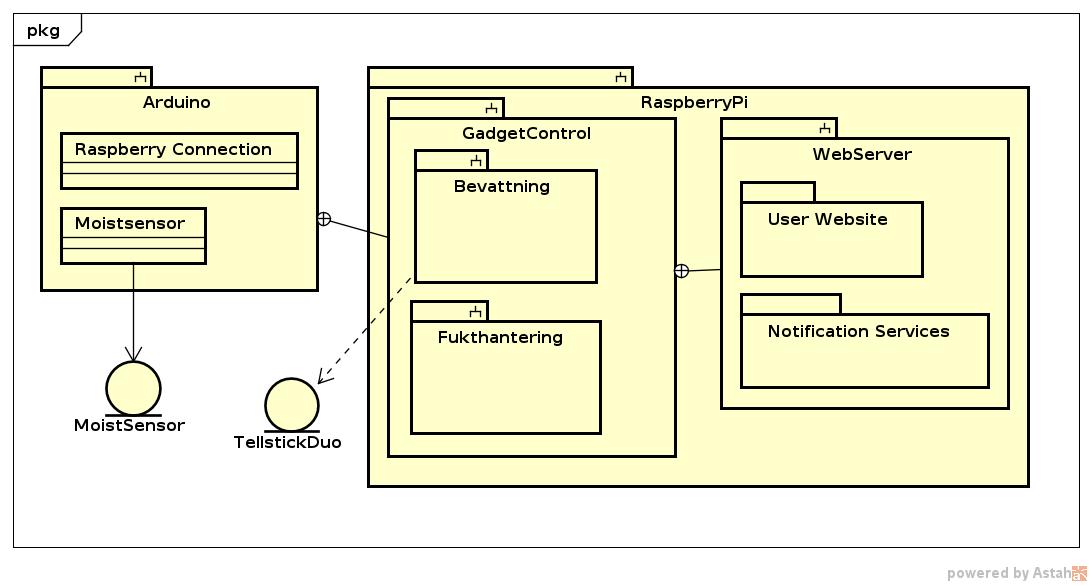 pkg
Arduino
Raspberry Connection
Moistsensor
MoistSensor
TellstickDuo
RaspberryPi
GadgetControl
Bevattning
Fukthantering
WebServer
User Website
Notification Services
powered by Astah